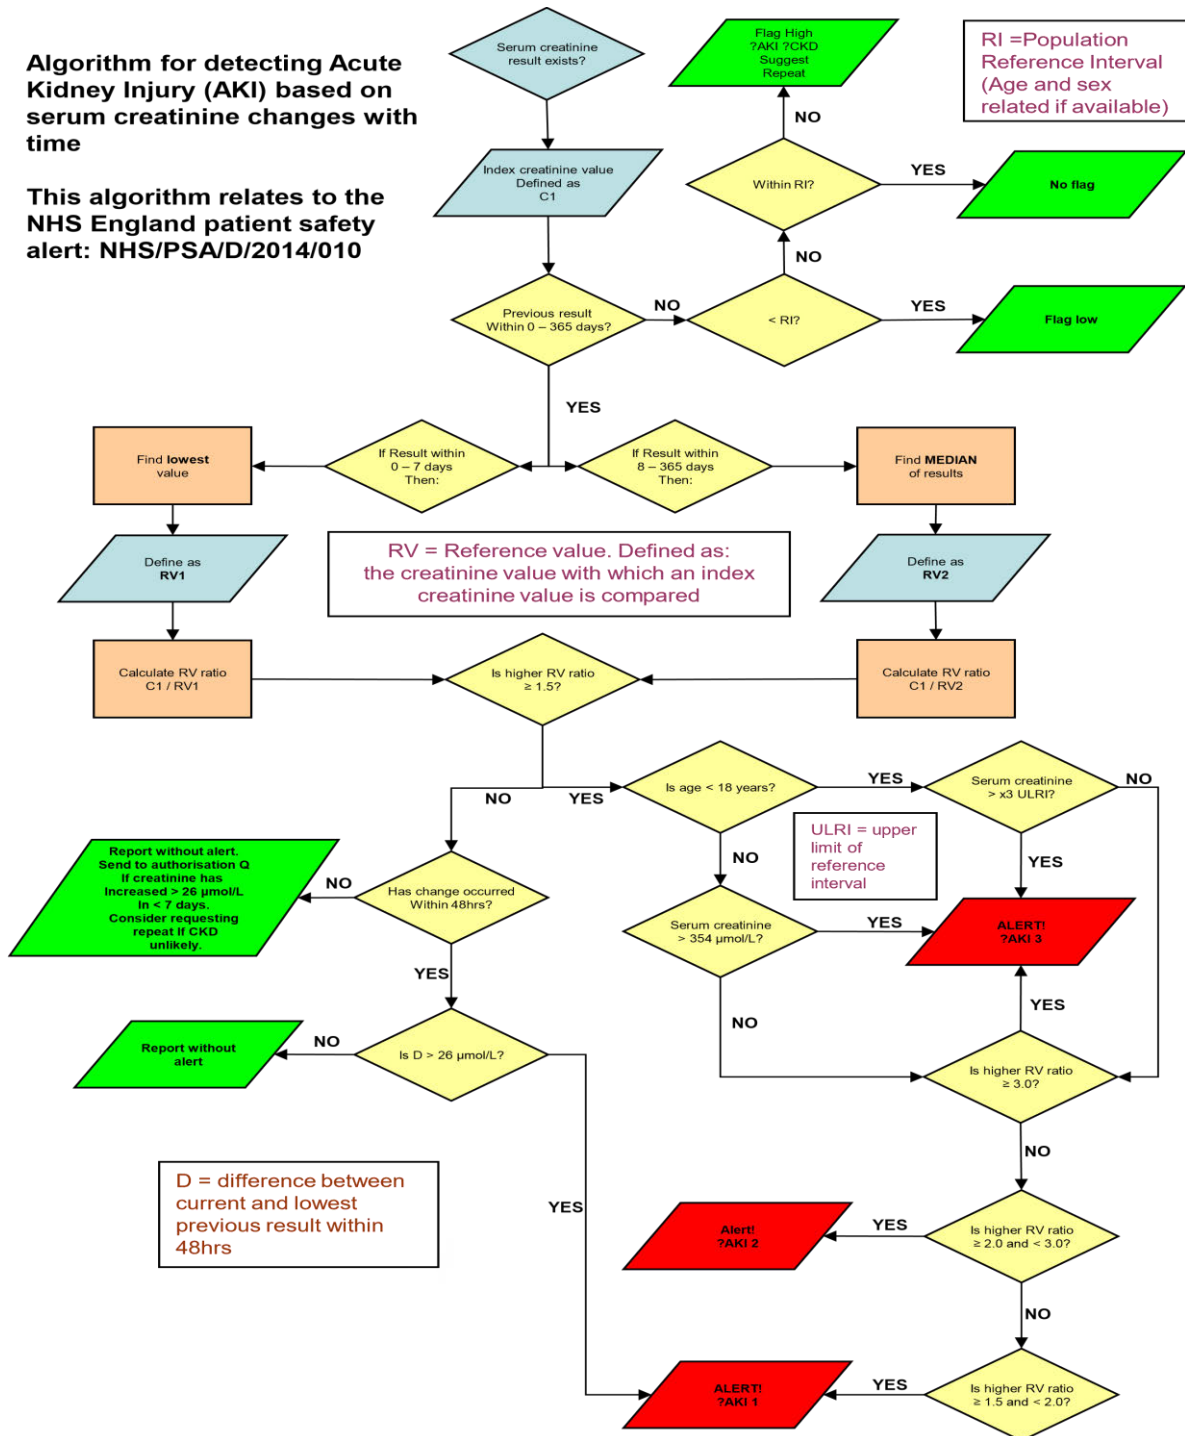 Algorithm for detecting Acute
Kidney Injury (AKI) based on
serum creatinine changes with
time
This algorithm relates to the
NHS England patient safety
alert: NHS/PSA/D/2014/010
Serum creatinine
result exists?
Flag High
?AKI ?CKD
Suggest
Repeat
RI =Population
Reference Interval
(Age and sex
related if available)
NO
Index creatinine value
Defined as
C1
Within RI?
YES
No flag
NO
Previous result
Within 0 – 365 days?
NO
< RI?
YES
Flag low
YES
Find lowest
value
If Result within
0 – 7 days
Then:
If Result within
8 – 365 days
Then:
Find MEDIAN
of results
Define as
RV1
RV = Reference value. Defined as:
the creatinine value with which an index
creatinine value is compared
Define as
RV2
Calculate RV ratio
C1 / RV1
Is higher RV ratio
≥ 1.5?
Calculate RV ratio
C1 / RV2
NO
YES
Is age < 18 years?
YES
Serum creatinine
> x3 ULRI?
NO
ULRI = upper
limit of
reference
interval
NO
YES
Report without alert.
Send to authorisation Q
If creatinine has
Increased > 26 µmol/L
In < 7 days.
Consider requesting
repeat If CKD
unlikely.
NO
Has change occurred
Within 48hrs?
Serum creatinine
> 354 µmol/L?
YES
ALERT!
?AKI 3
YES
NO
YES
Report without
alert
NO
Is D > 26 µmol/L?
Is higher RV ratio
≥ 3.0?
NO
D = difference between
current and lowest
previous result within
48hrs
YES
Alert!
?AKI 2
YES
Is higher RV ratio
≥ 2.0 and < 3.0?
NO
ALERT!
?AKI 1
YES
Is higher RV ratio
≥ 1.5 and < 2.0?